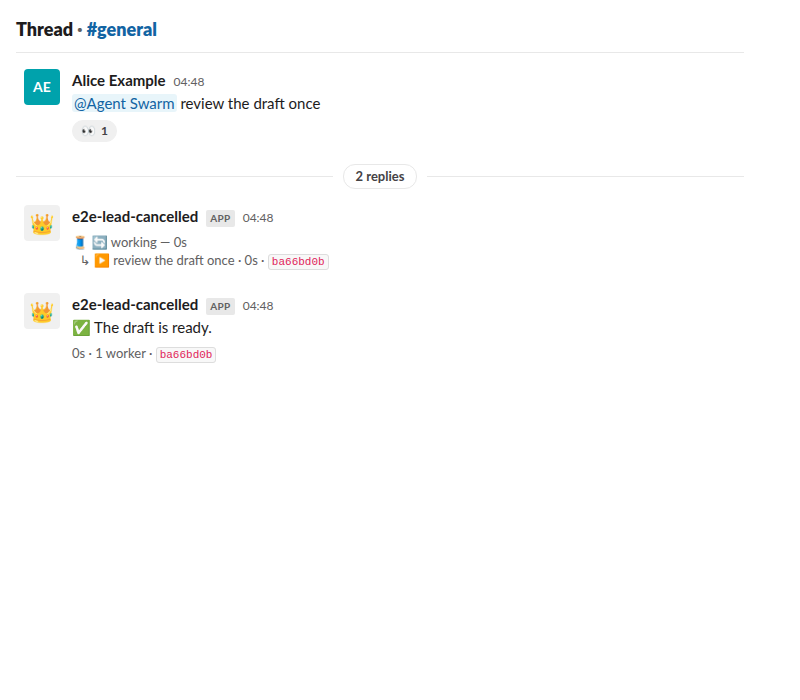 Thread • #general
AE
Alice Example 04:48
@Agent Swarm review the draft once
👀 1
2 replies
e2e-lead-cancelled APP 04:48
🧵 🔄 working — 0s
↳ ▶️ review the draft once · 0s · ba66bd0b
e2e-lead-cancelled APP 04:48
✅ The draft is ready.
0s · 1 worker · ba66bd0b